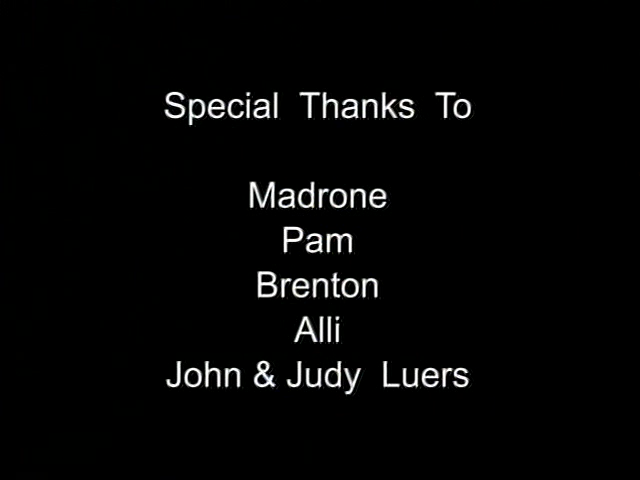 Special Thanks To
Madrone
Pam
Brenton
Alli
John & Judy Luers